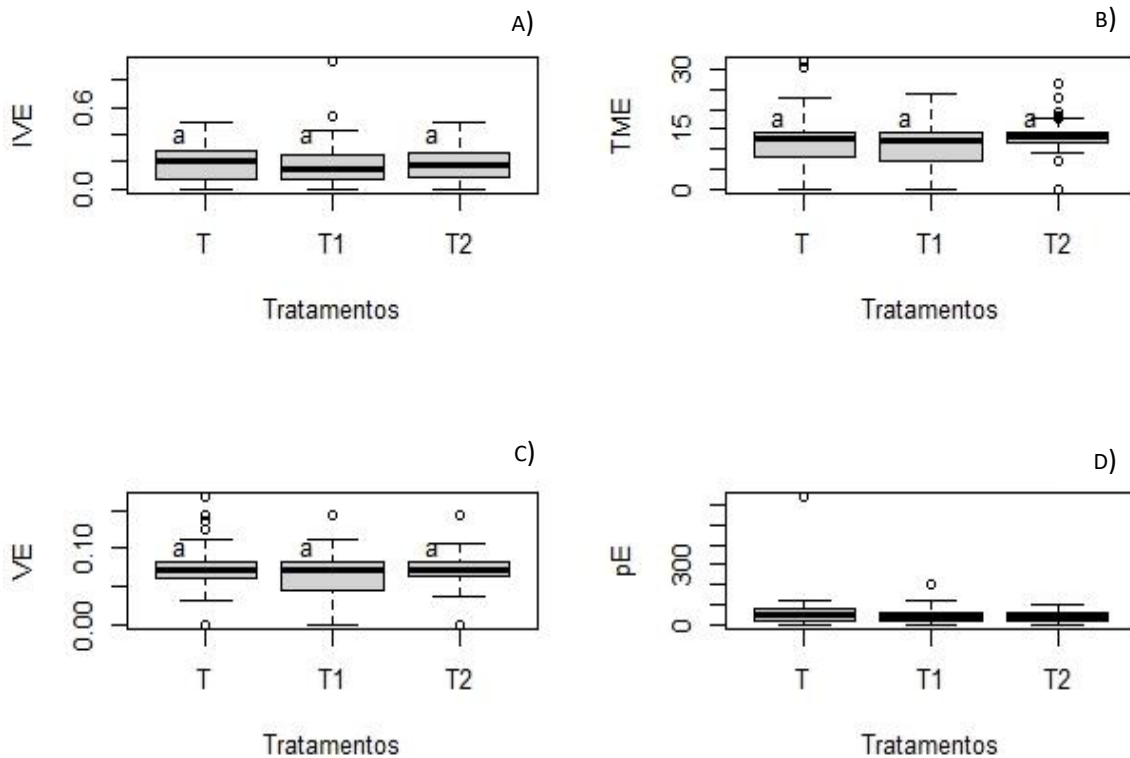 A)
IVE
0.6
0.0
a a a
T T1 T2
Tratamentos
B)
TME
30
15
0
a a a
T T1 T2
Tratamentos
C)
VE
0.10
0.00
a a a
T T1 T2
Tratamentos
D)
pE
300
0
T T1 T2
Tratamentos